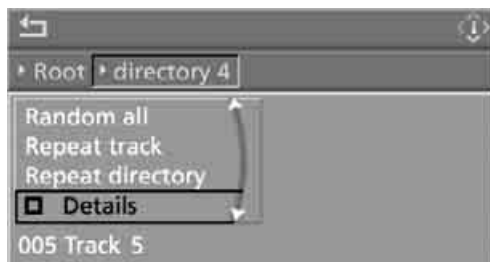 Root directory 4
Random all
Repeat track
Repeat directory
Details
005 Track 5